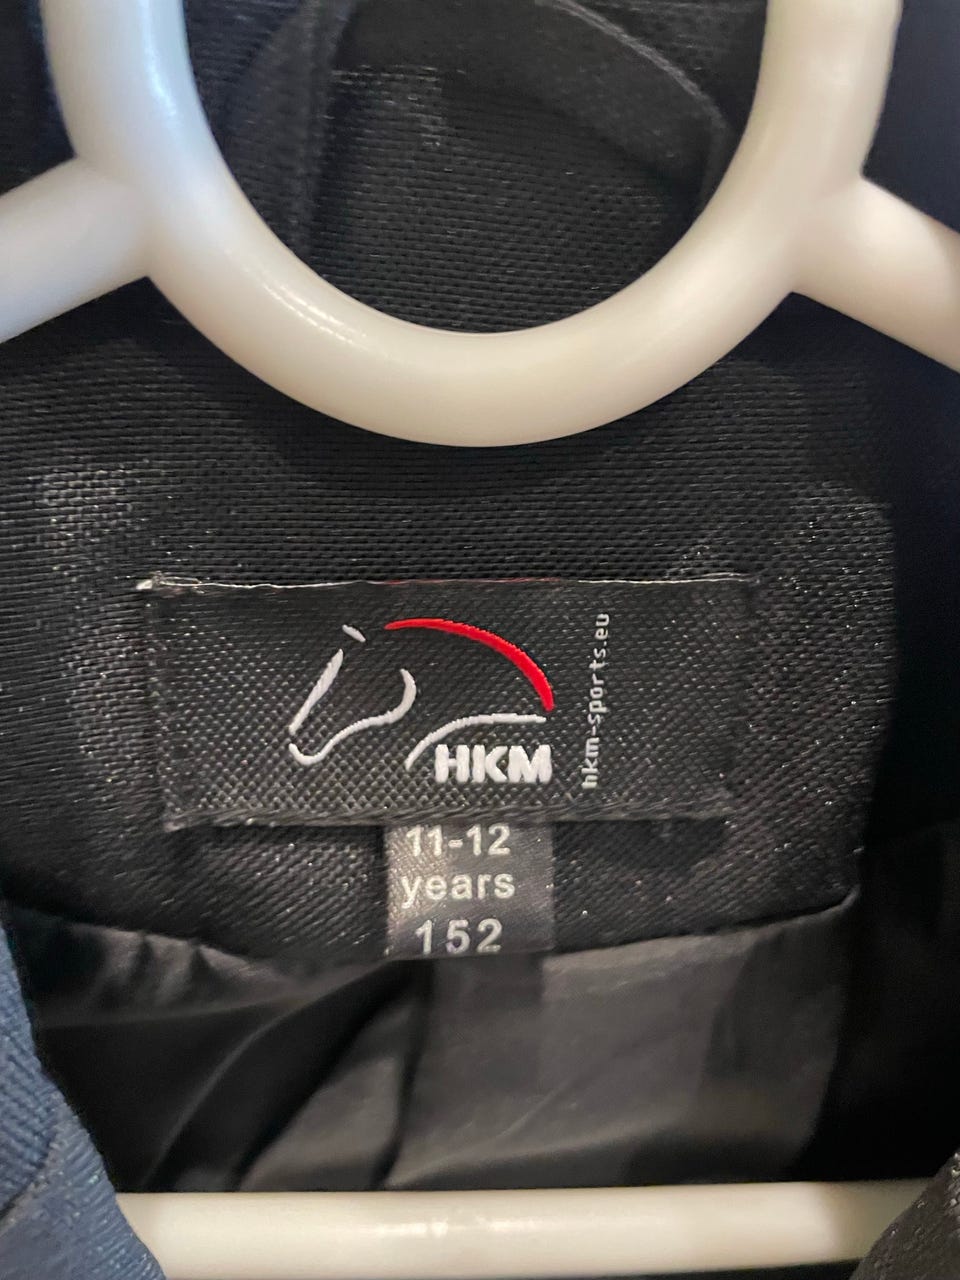 HKM
hkm-sports.eu
11-12
years
152